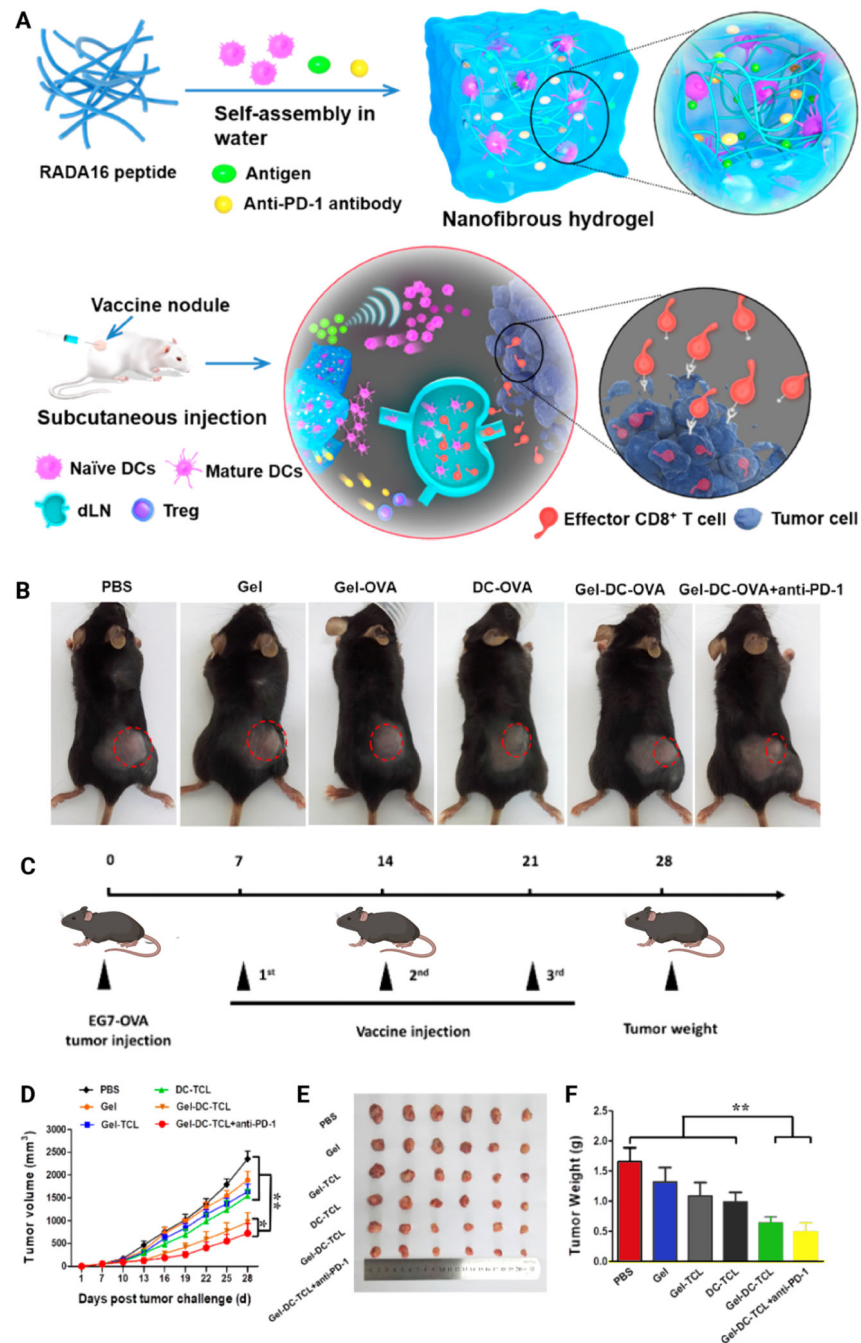 A
RADA16 peptide
Self-assembly in
water
Antigen
Anti-PD-1 antibody
Nanofibrous hydrogel
Vaccine nodule
Subcutaneous injection
Naïve DCs
Mature DCs
dLN
Treg
Effector CD8⁺ T cell
Tumor cell
B
PBS
Gel
Gel-OVA
DC-OVA
Gel-DC-OVA
Gel-DC-OVA+anti-PD-1
C
0
7
14
21
28
1st
2nd
3rd
EG7-OVA
tumor injection
Vaccine injection
Tumor weight
D
PBS
DC-TCL
Gel
Gel-DC-TCL
Gel-TCL
Gel-DC-TCL+anti-PD-1
Tumor volume (mm³)
3000
2500
2000
1500
1000
500
0
1 7 10 13 16 19 22 25 28
Days post tumor challenge (d)
**
*
E
PBS
Gel
Gel-TCL
DC-TCL
Gel-DC-TCL
Gel-DC-TCL+anti-PD-1
F
Tumor Weight (g)
2.5
2.0
1.5
1.0
0.5
0.0
**
PBS
Gel
Gel-TCL
DC-TCL
Gel-DC-TCL
Gel-DC-TCL+anti-PD-1